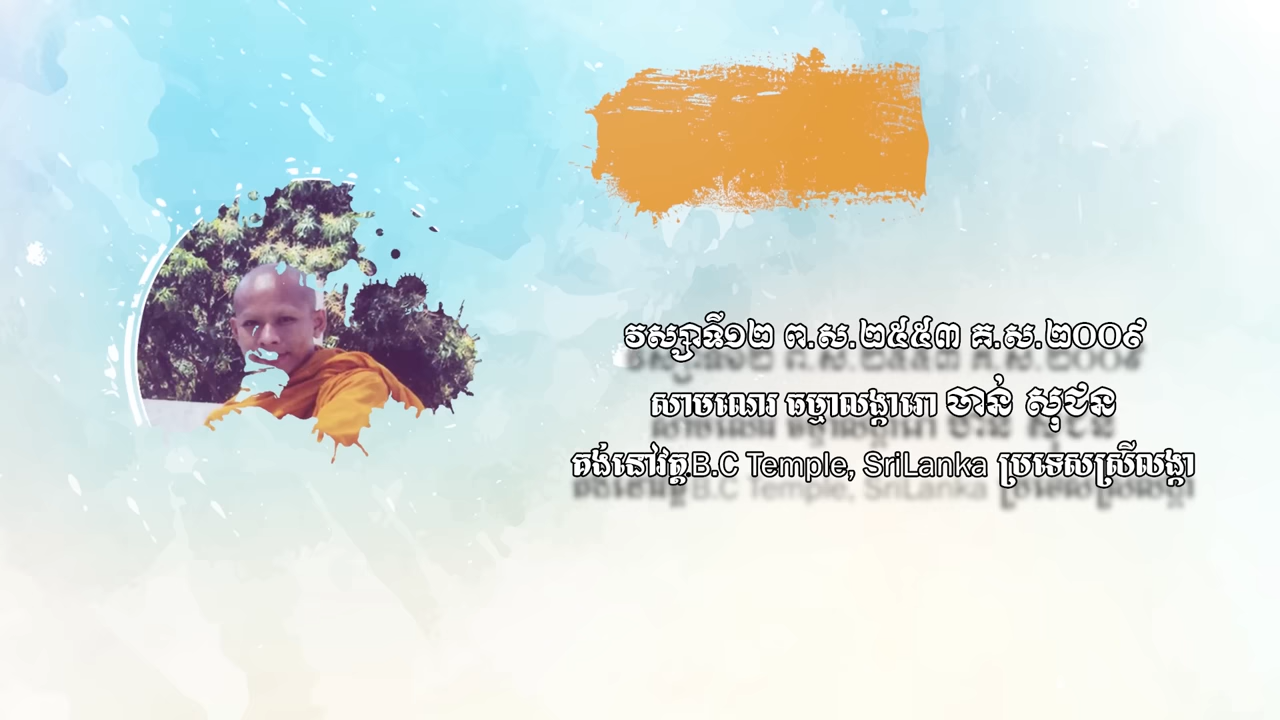 វស្សាទី១២ ព.ស.២៥៥៣ គ.ស.២០០៩
សាមណេរ ធម្មាលង្ការោ ចាន់ សុជន
គង់នៅវត្ត.B.C Temple, SriLanka ប្រទេសស្រីលង្កា